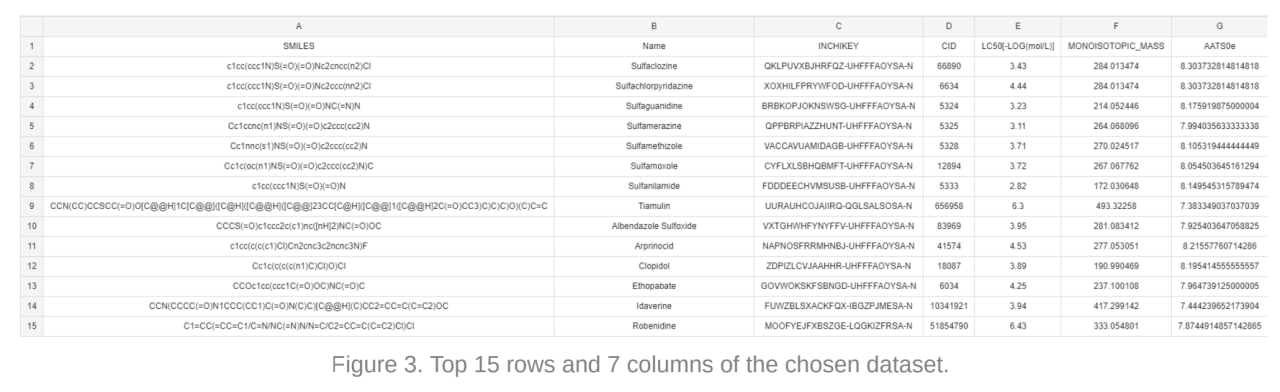 A B C D E F G
1 SMILES Name INCHIKEY CID LC50[-LOG(mol/L)] MONOISOTOPIC_MASS AATS0e
2 c1cc(ccc1N)S(=O)(=O)Nc2cncc(n2)Cl Sulfaclozine QKLPUVXBJHRFQZ-UHFFFAOYSA-N 66890 3.43 284.013474 8.303732814814818
3 c1cc(ccc1N)S(=O)(=O)Nc2ccc(nn2)Cl Sulfachlorpyridazine XOXHILFPRYWFOD-UHFFFAOYSA-N 6634 4.44 284.013474 8.303732814814818
4 c1cc(ccc1N)S(=O)(=O)NC(=N)N Sulfaguanidine BRBKOPJOKNSWSG-UHFFFAOYSA-N 5324 3.23 214.052446 8.175919875000004
5 Cc1ccnc(n1)NS(=O)(=O)c2ccc(cc2)N Sulfamerazine QPPBRPIAZZHUNT-UHFFFAOYSA-N 5325 3.11 264.068096 7.994035633333338
6 Cc1nnc(s1)NS(=O)(=O)c2ccc(cc2)N Sulfamethizole VACCAVUAMIDAGB-UHFFFAOYSA-N 5328 3.71 270.024517 8.105319444444449
7 Cc1c(oc(n1)NS(=O)(=O)c2ccc(cc2)N)C Sulfamoxole CYFLXLSBHQBMFT-UHFFFAOYSA-N 12894 3.72 267.067762 8.054503645161294
8 c1cc(ccc1N)S(=O)(=O)N Sulfanilamide FDDDEECHVMSUSB-UHFFFAOYSA-N 5333 2.82 172.030648 8.149545315789474
9 CCN(CC)CCSCC(=O)O[C@@H]1C[C@@]([C@H]([C@@H]([C@@]23CC[C@H]([C@@]1([C@@H]2C(=O)CC3)C)C)C)O)(C)C=C Tiamulin UURAUHCOJAIIRQ-QGLSALSOSA-N 656958 6.3 493.32258 7.383349037037039
10 CCCS(=O)c1ccc2c(c1)nc([nH]2)NC(=O)OC Albendazole Sulfoxide VXTGHWHFYNYFFV-UHFFFAOYSA-N 83969 3.95 281.083412 7.925403647058825
11 c1cc(c(c(c1)Cl)Cn2cnc3c2ncnc3N)F Arprinocid NAPNOSFRRMHNBJ-UHFFFAOYSA-N 41574 4.53 277.053051 8.21557760714286
12 Cc1c(c(c(c(n1)C)Cl)O)Cl Clopidol ZDPIZLCVJAAHHR-UHFFFAOYSA-N 18087 3.89 190.990469 8.195414555555557
13 CCOc1cc(ccc1C(=O)OC)NC(=O)C Ethopabate GOVWOKSKFSBNGD-UHFFFAOYSA-N 6034 4.25 237.100108 7.964739125000005
14 CCN(CCCC(=O)N1CCC(CC1)C(=O)N(C)C)[C@@H](C)CC2=CC=C(C=C2)OC Idaverine FUWZBLSXACKFQX-IBGZPJMESA-N 10341921 3.94 417.299142 7.444239652173904
15 C1=CC(=CC=C1/C=N/NC(=N)N/N=C/C2=CC=C(C=C2)Cl)Cl Robenidine MOOFYEJFXBSZGE-LQGKIZFRSA-N 51854790 6.43 333.054801 7.8744914857142865
Figure 3. Top 15 rows and 7 columns of the chosen dataset.